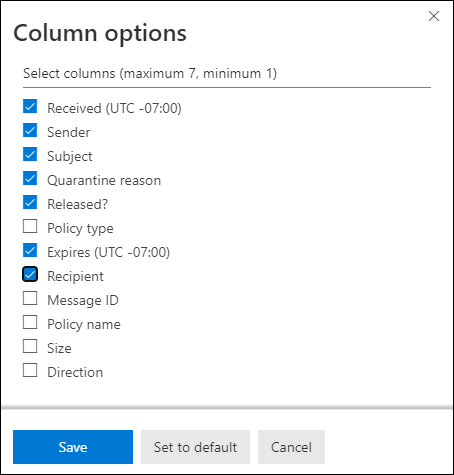 Column options
Select columns (maximum 7, minimum 1)
Received (UTC -07:00)
Sender
Subject
Quarantine reason
Released?
Policy type
Expires (UTC -07:00)
Recipient
Message ID
Policy name
Size
Direction
Save Set to default Cancel